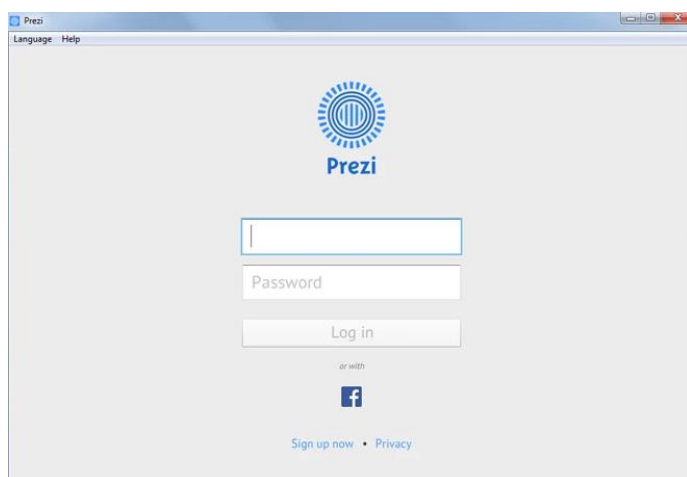 Prezi
Language Help
Prezi
Password
Log in
or with
f
Sign up now • Privacy